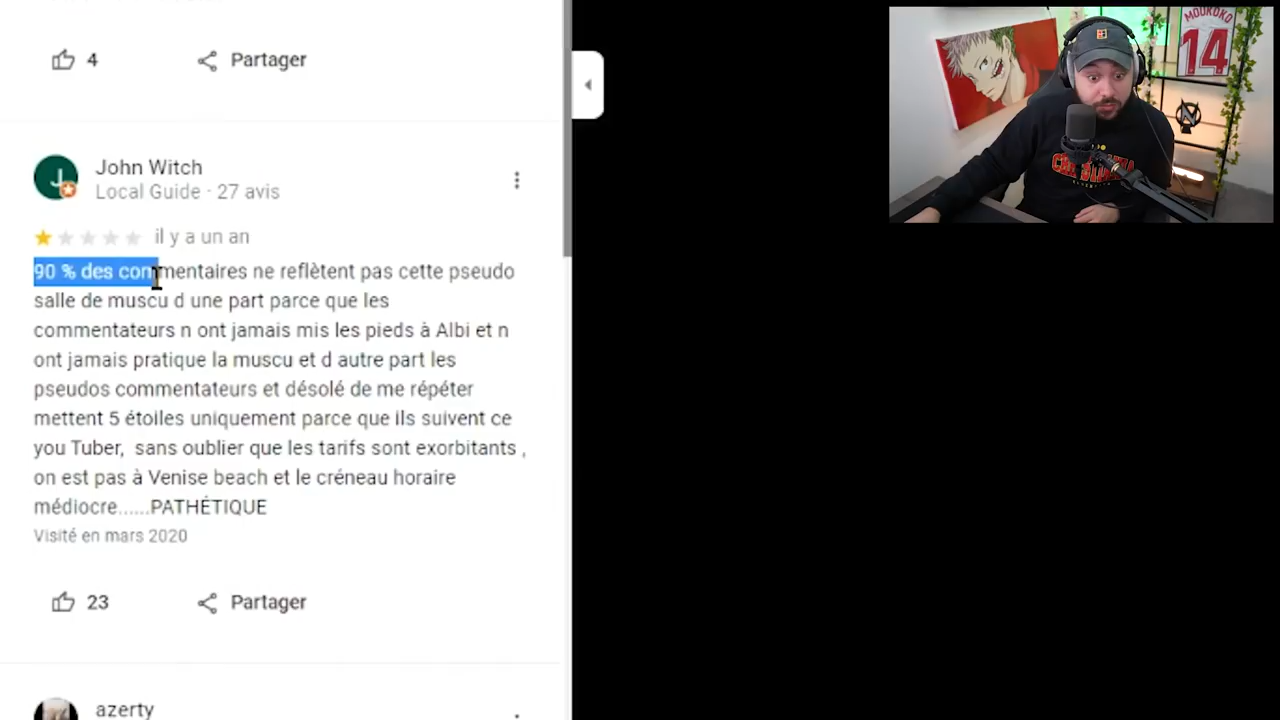 4
Partager
MOUKOKO
14
John Witch
Local Guide · 27 avis
il y a un an
90 % des commentaires ne reflètent pas cette pseudo
salle de muscu d une part parce que les
commentateurs n ont jamais mis les pieds à Albi et n
ont jamais pratique la muscu et d autre part les
pseudos commentateurs et désolé de me répéter
mettent 5 étoiles uniquement parce que ils suivent ce
you Tuber,  sans oublier que les tarifs sont exorbitants ,
on est pas à Venise beach et le créneau horaire
médiocre......PATHÉTIQUE
Visité en mars 2020
23
Partager
azerty